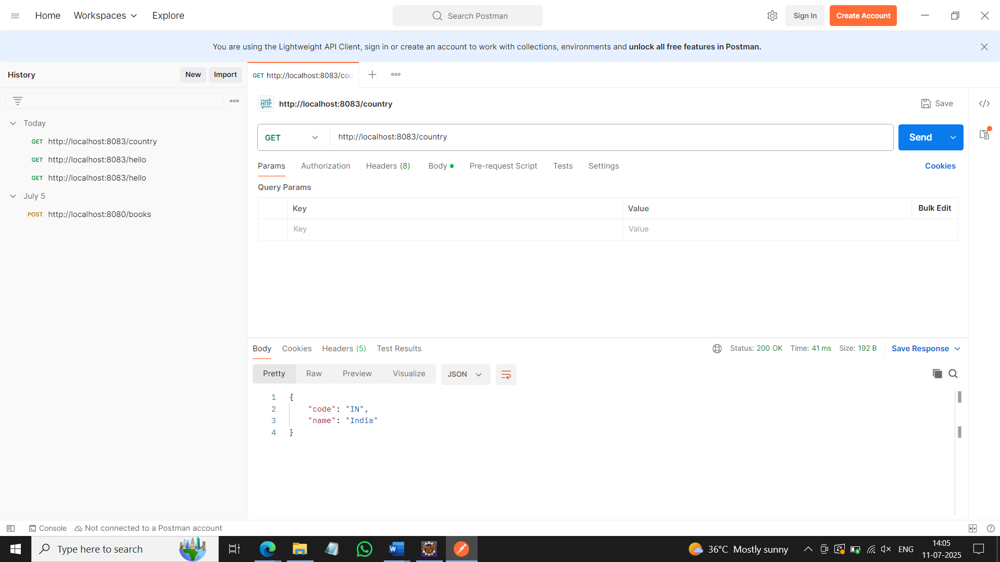 Home Workspaces Explore Search Postman Sign In Create Account
You are using the Lightweight API Client, sign in or create an account to work with collections, environments and unlock all free features in Postman.
History New Import
GET http://localhost:8083/cou
HTTP http://localhost:8083/country Save
Today
GET http://localhost:8083/country
GET http://localhost:8083/hello
GET http://localhost:8083/hello
July 5
POST http://localhost:8080/books
GET http://localhost:8083/country Send
Params Authorization Headers (8) Body Pre-request Script Tests Settings Cookies
Query Params
Key Value Bulk Edit
Key Value
Body Cookies Headers (5) Test Results Status: 200 OK Time: 41 ms Size: 192 B Save Response
Pretty Raw Preview Visualize JSON
1 {
2 "code": "IN",
3 "name": "India"
4 }
Console Not connected to a Postman account
Type here to search
W
Java EE
IDE
36°C Mostly sunny ENG
14:05
11-07-2025